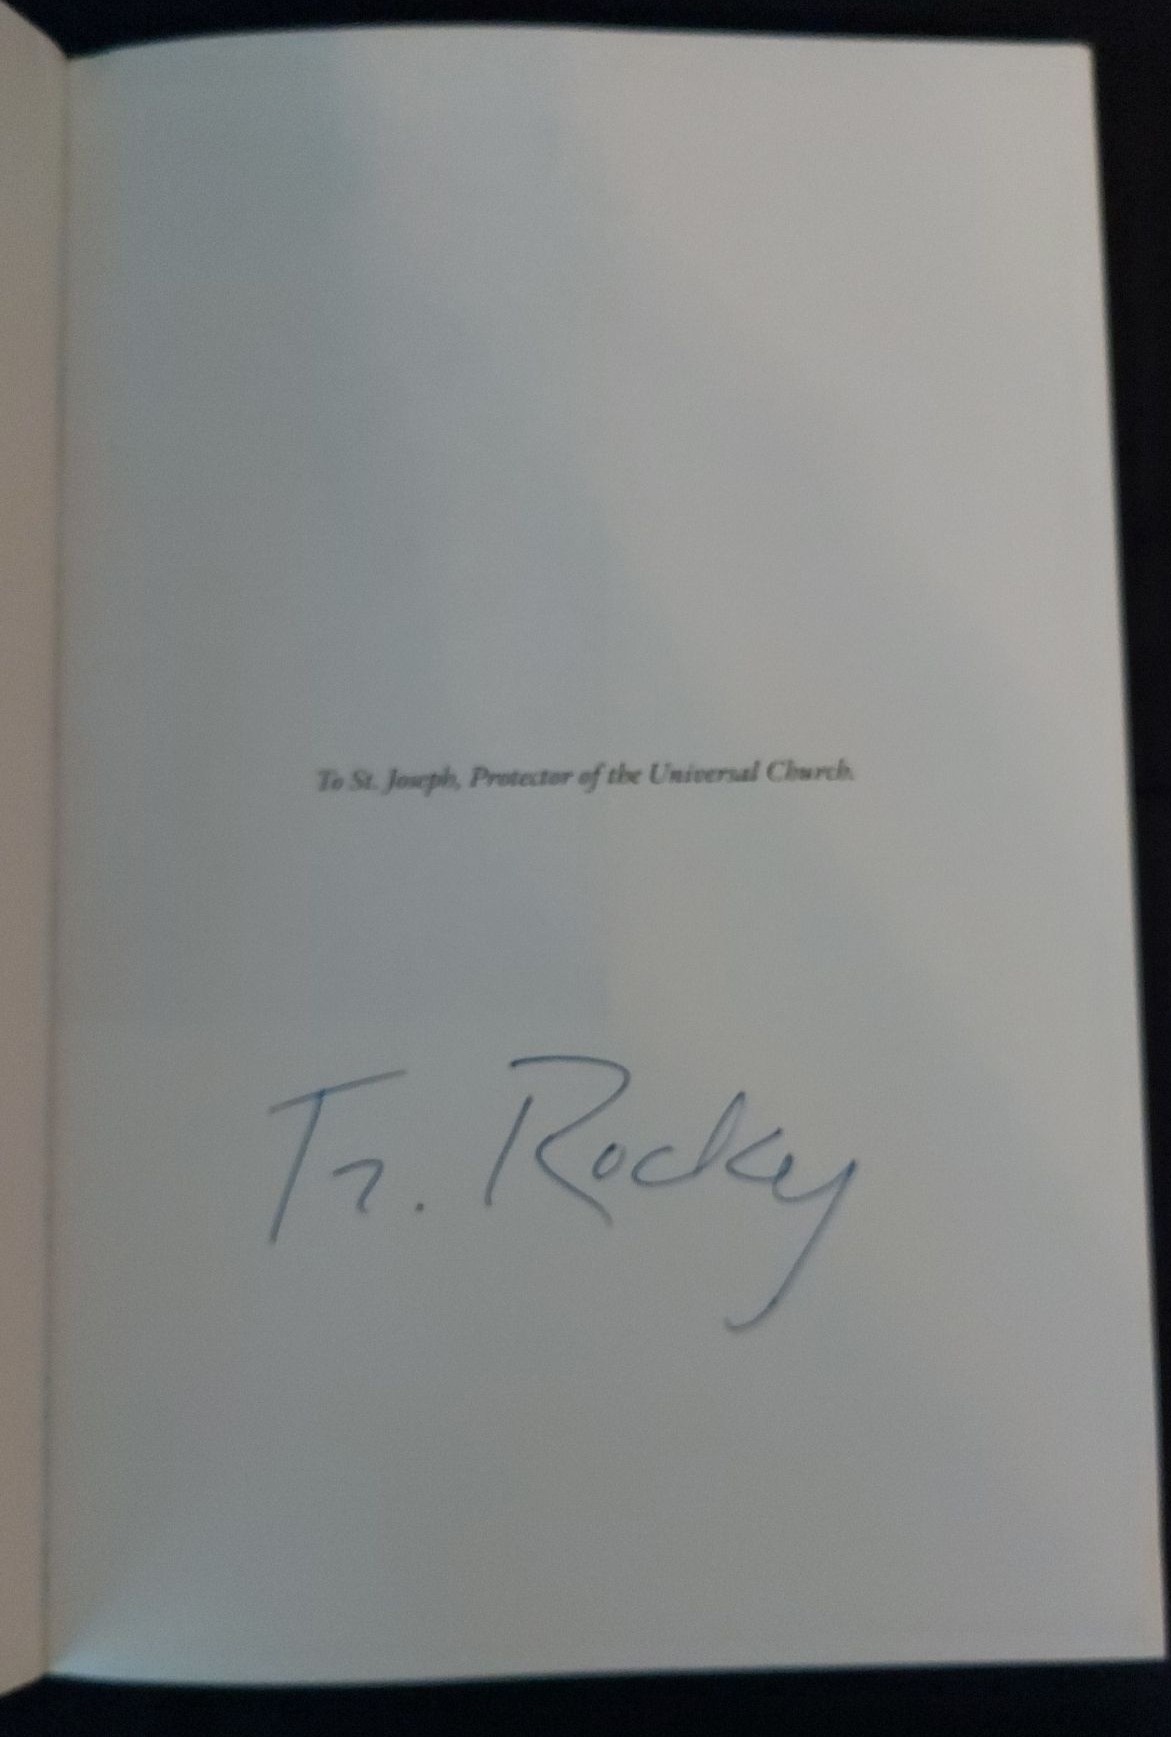 To St. Joseph, Protector of the Universal Church.
Fr. Rocky